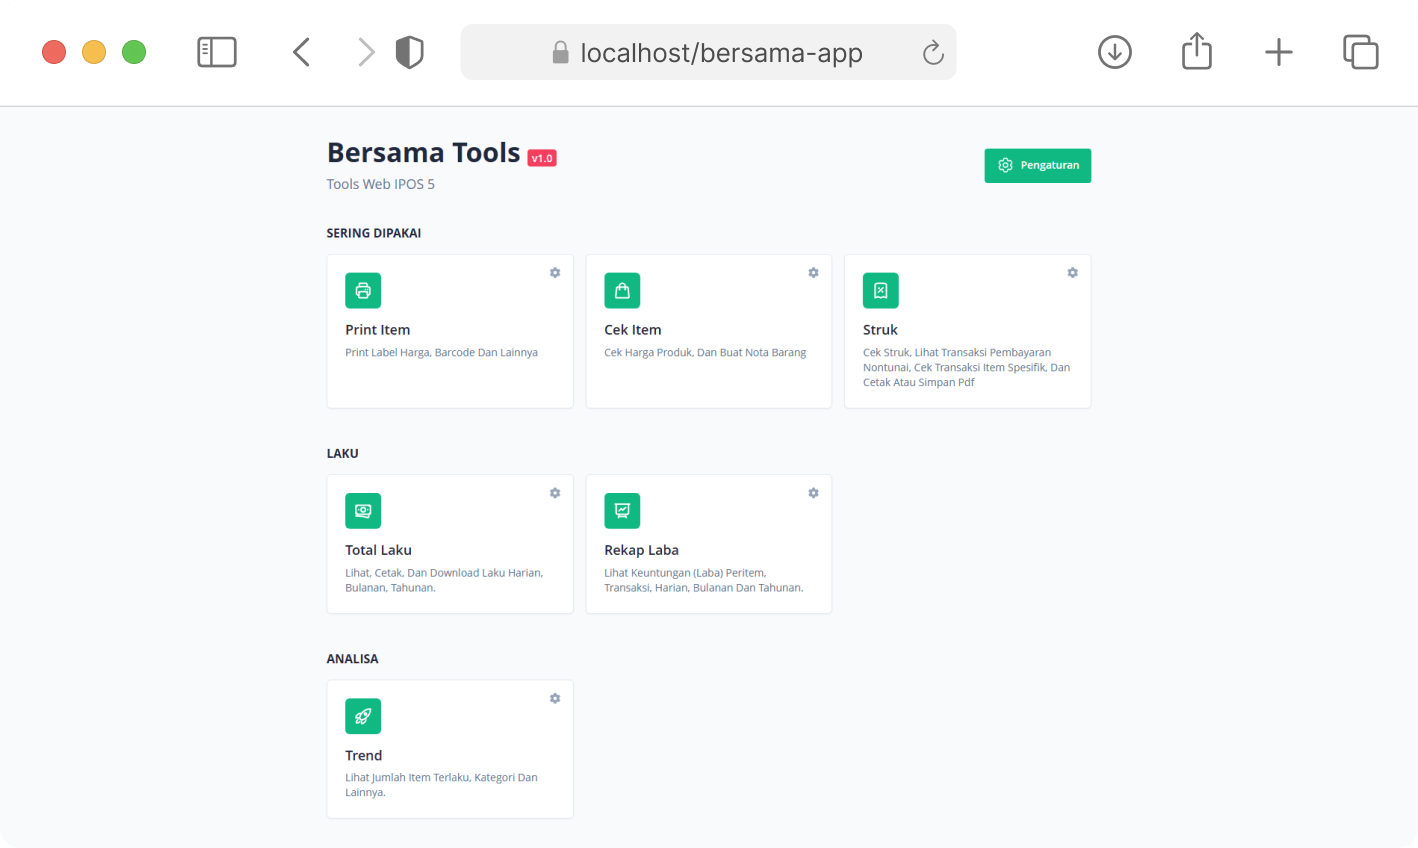 localhost/bersama-app
Bersama Tools v1.0
Tools Web IPOS 5
Pengaturan
SERING DIPAKAI
Print Item
Print Label Harga, Barcode Dan Lainnya
Cek Item
Cek Harga Produk, Dan Buat Nota Barang
Struk
Cek Struk, Lihat Transaksi Pembayaran
Nontunai, Cek Transaksi Item Spesifik, Dan
Cetak Atau Simpan Pdf
LAKU
Total Laku
Lihat, Cetak, Dan Download Laku Harian,
Bulanan, Tahunan.
Rekap Laba
Lihat Keuntungan (Laba) Peritem,
Transaksi, Harian, Bulanan Dan Tahunan.
ANALISA
Trend
Lihat Jumlah Item Terlaku, Kategori Dan
Lainnya.